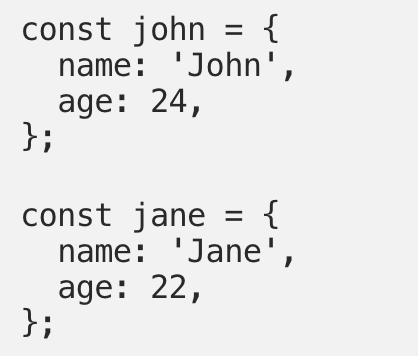 const john = {
  name: 'John',
  age: 24,
};

const jane = {
  name: 'Jane',
  age: 22,
};